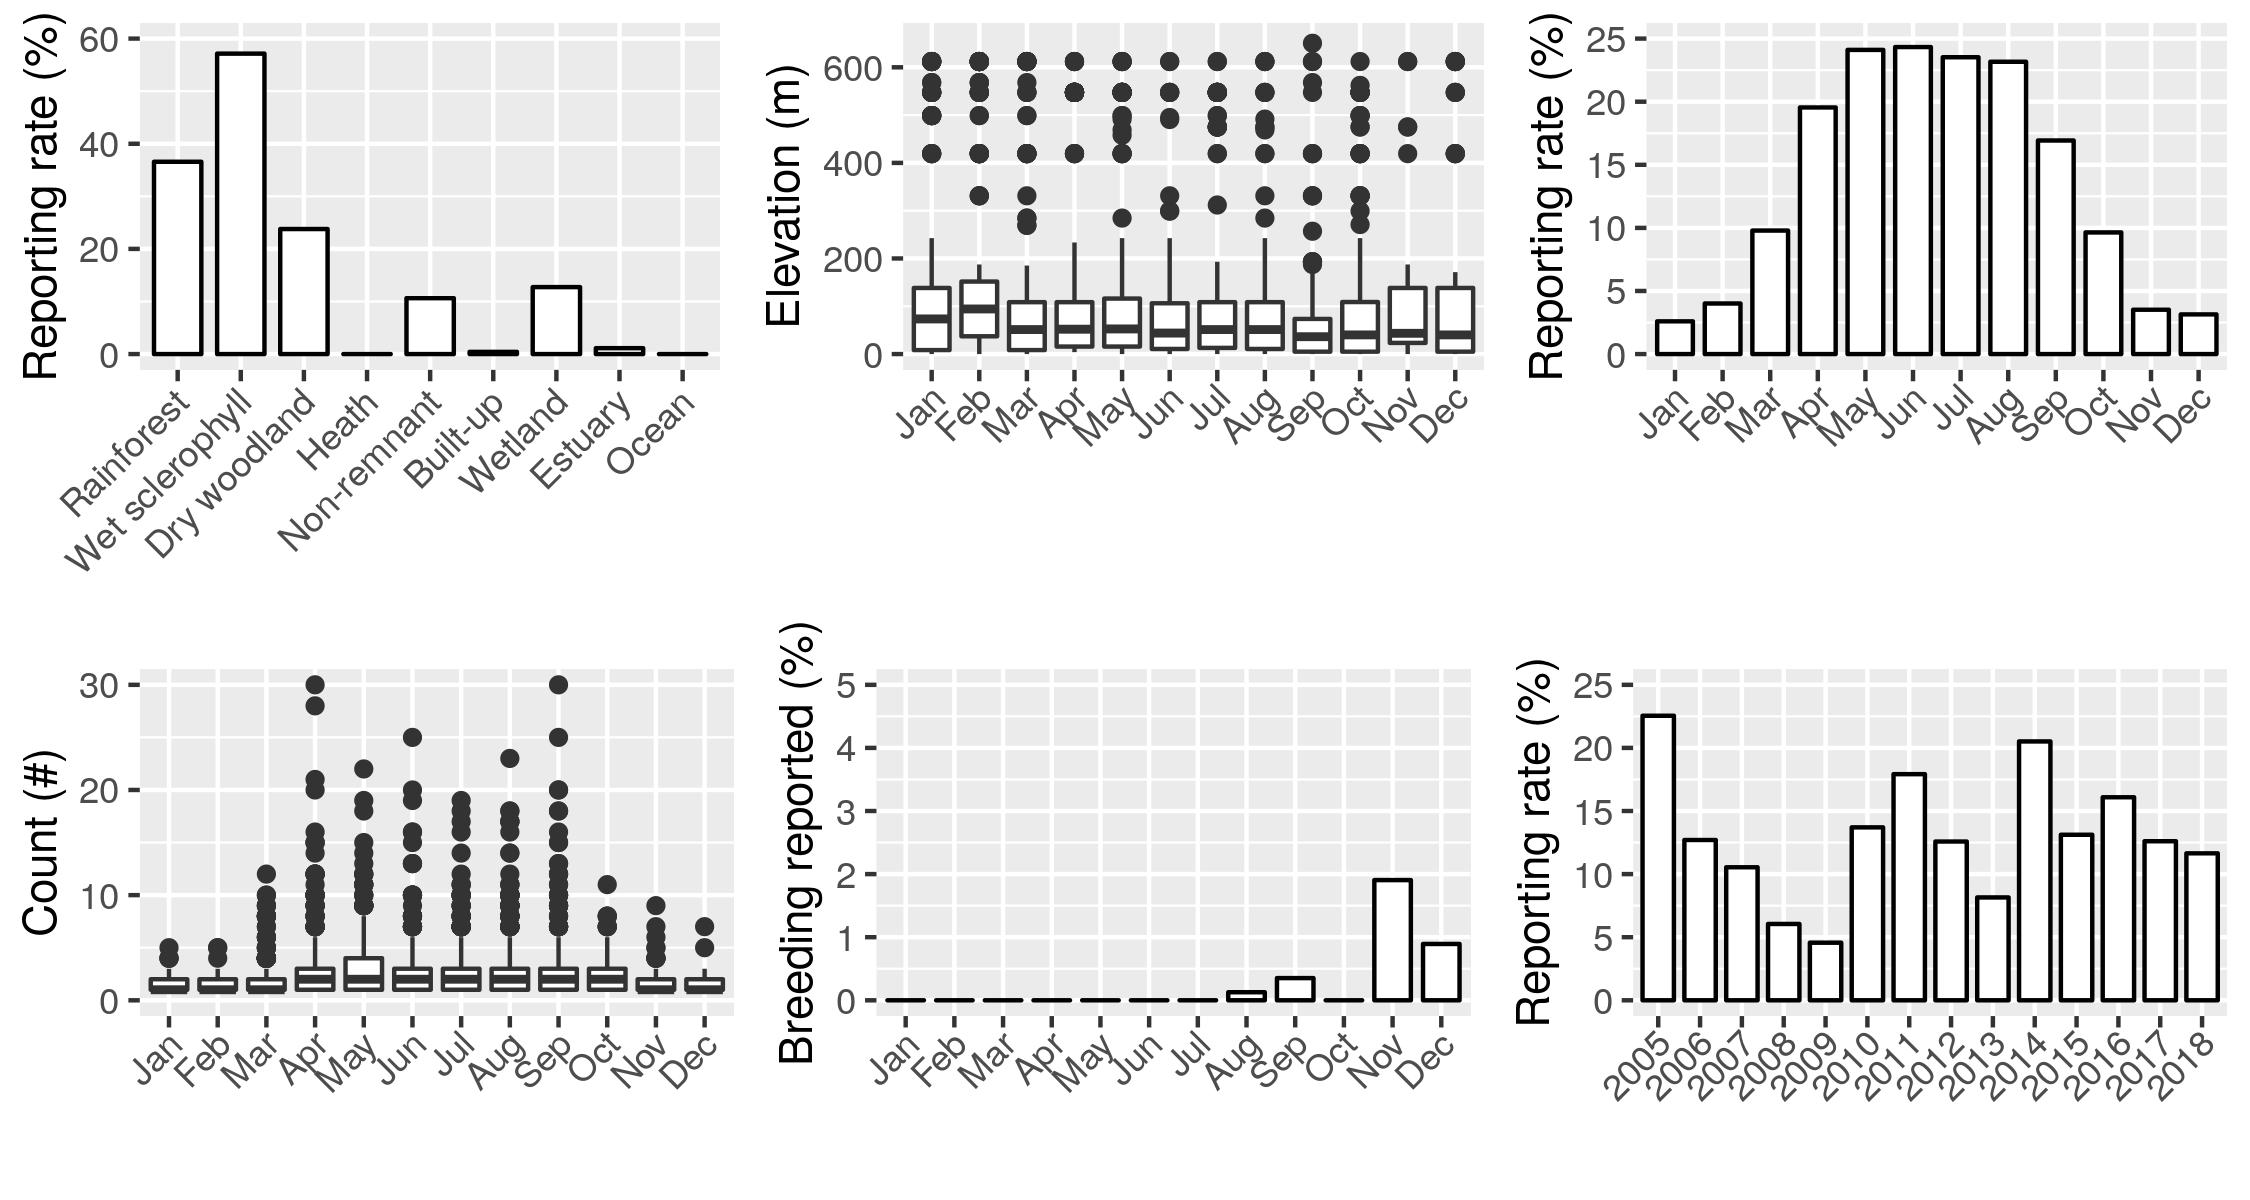 Reporting rate (%)
60
40
20
0
Rainforest
Wet sclerophyll
Dry woodland
Heath
Non-remnant
Built-up
Wetland
Estuary
Ocean
Elevation (m)
600
400
200
0
Jan
Feb
Mar
Apr
May
Jun
Jul
Aug
Sep
Oct
Nov
Dec
Reporting rate (%)
25
20
15
10
5
0
Jan
Feb
Mar
Apr
May
Jun
Jul
Aug
Sep
Oct
Nov
Dec
Count (#)
30
20
10
0
Jan
Feb
Mar
Apr
May
Jun
Jul
Aug
Sep
Oct
Nov
Dec
Breeding reported (%)
5
4
3
2
1
0
Jan
Feb
Mar
Apr
May
Jun
Jul
Aug
Sep
Oct
Nov
Dec
Reporting rate (%)
25
20
15
10
5
0
2005
2006
2007
2008
2009
2010
2011
2012
2013
2014
2015
2016
2017
2018